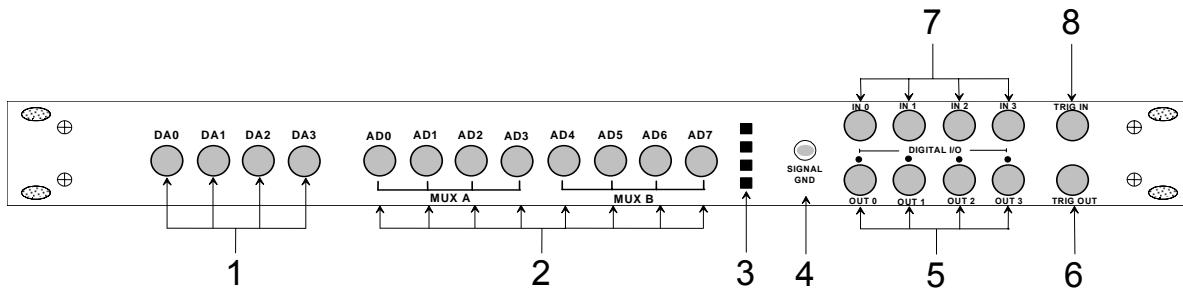 7 8
IN 0 IN 1 IN 2 IN 3 TRIG IN
DA0 DA1 DA2 DA3 AD0 AD1 AD2 AD3 AD4 AD5 AD6 AD7
DIGITAL I/O
SIGNAL
GND
MUX A MUX B
OUT 0 OUT 1 OUT 2 OUT 3 TRIG OUT
1 2 3 4 5 6